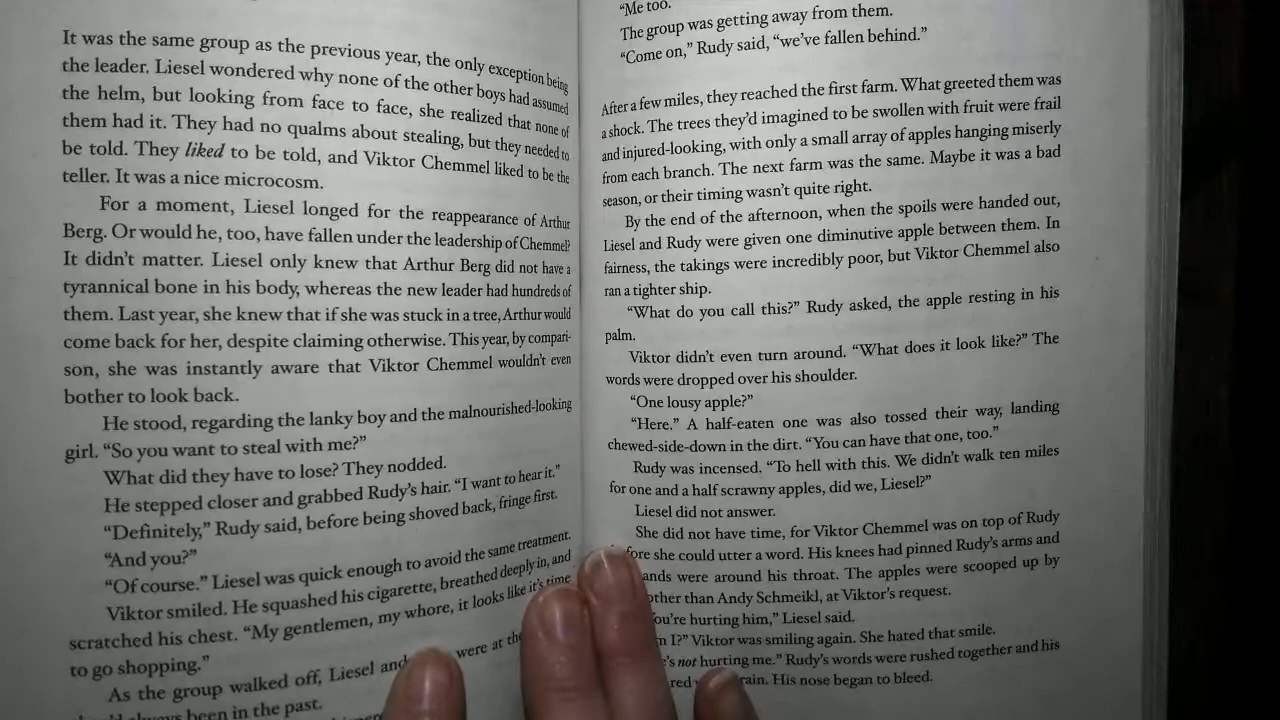 It was the same group as the previous year, the only exception being
the leader. Liesel wondered why none of the other boys had assumed
the helm, but looking from face to face, she realized that none of
them had it. They had no qualms about stealing, but they needed to
be told. They liked to be told, and Viktor Chemmel liked to be the
teller. It was a nice microcosm.
For a moment, Liesel longed for the reappearance of Arthur
Berg. Or would he, too, have fallen under the leadership of Chemmel?
It didn't matter. Liesel only knew that Arthur Berg did not have a
tyrannical bone in his body, whereas the new leader had hundreds of
them. Last year, she knew that if she was stuck in a tree, Arthur would
come back for her, despite claiming otherwise. This year, by compari-
son, she was instantly aware that Viktor Chemmel wouldn't even
bother to look back.
He stood, regarding the lanky boy and the malnourished-looking
girl. "So you want to steal with me?"
What did they have to lose? They nodded.
He stepped closer and grabbed Rudy's hair. "I want to hear it."
"Definitely," Rudy said, before being shoved back, fringe first.
"And you?"
"Of course." Liesel was quick enough to avoid the same treatment.
Viktor smiled. He squashed his cigarette, breathed deeply in, and
scratched his chest. "My gentlemen, my whore, it looks like it's time
to go shopping."
As the group walked off, Liesel and were at the
always been in the past.
"Me too.
The group was getting away from them.
"Come on," Rudy said, "we've fallen behind."
After a few miles, they reached the first farm. What greeted them was
a shock. The trees they'd imagined to be swollen with fruit were frail
and injured-looking, with only a small array of apples hanging miserly
from each branch. The next farm was the same. Maybe it was a bad
season, or their timing wasn't quite right.
By the end of the afternoon, when the spoils were handed out,
Liesel and Rudy were given one diminutive apple between them. In
fairness, the takings were incredibly poor, but Viktor Chemmel also
ran a tighter ship.
"What do you call this?" Rudy asked, the apple resting in his
palm.
Viktor didn't even turn around. "What does it look like?" The
words were dropped over his shoulder.
"One lousy apple?"
"Here." A half-eaten one was also tossed their way, landing
chewed-side-down in the dirt. "You can have that one, too."
Rudy was incensed. "To hell with this. We didn't walk ten miles
for one and a half scrawny apples, did we, Liesel?"
Liesel did not answer.
She did not have time, for Viktor Chemmel was on top of Rudy
fore she could utter a word. His knees had pinned Rudy's arms and
ands were around his throat. The apples were scooped up by
other than Andy Schmeikl, at Viktor's request.
ou're hurting him," Liesel said.
I?" Viktor was smiling again. She hated that smile.
e's not hurting me." Rudy's words were rushed together and his
red rain. His nose began to bleed.